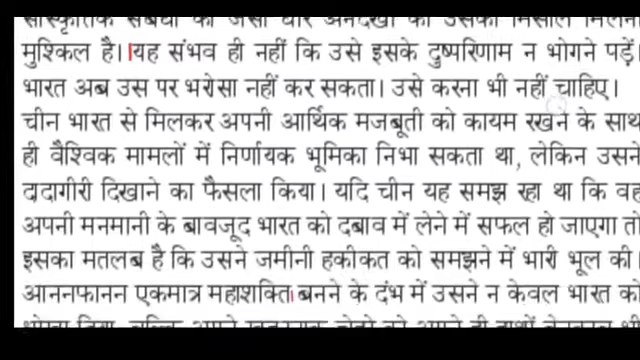 सांस्कृतिक संबंधों की जैसी घोर अनदेखी की उसकी मिसाल मिलनी
मुश्किल है। यह संभव ही नहीं कि उसे इसके दुष्परिणाम न भोगने पड़ें।
भारत अब उस पर भरोसा नहीं कर सकता। उसे करना भी नहीं चाहिए।
चीन भारत से मिलकर अपनी आर्थिक मजबूती को कायम रखने के साथ
ही वैश्विक मामलों में निर्णायक भूमिका निभा सकता था, लेकिन उसने
दादागीरी दिखाने का फैसला किया। यदि चीन यह समझ रहा था कि वह
अपनी मनमानी के बावजूद भारत को दबाव में लेने में सफल हो जाएगा तो
इसका मतलब है कि उसने जमीनी हकीकत को समझने में भारी भूल की।
आननफानन एकमात्र महाशक्ति बनने के दंभ में उसने न केवल भारत को